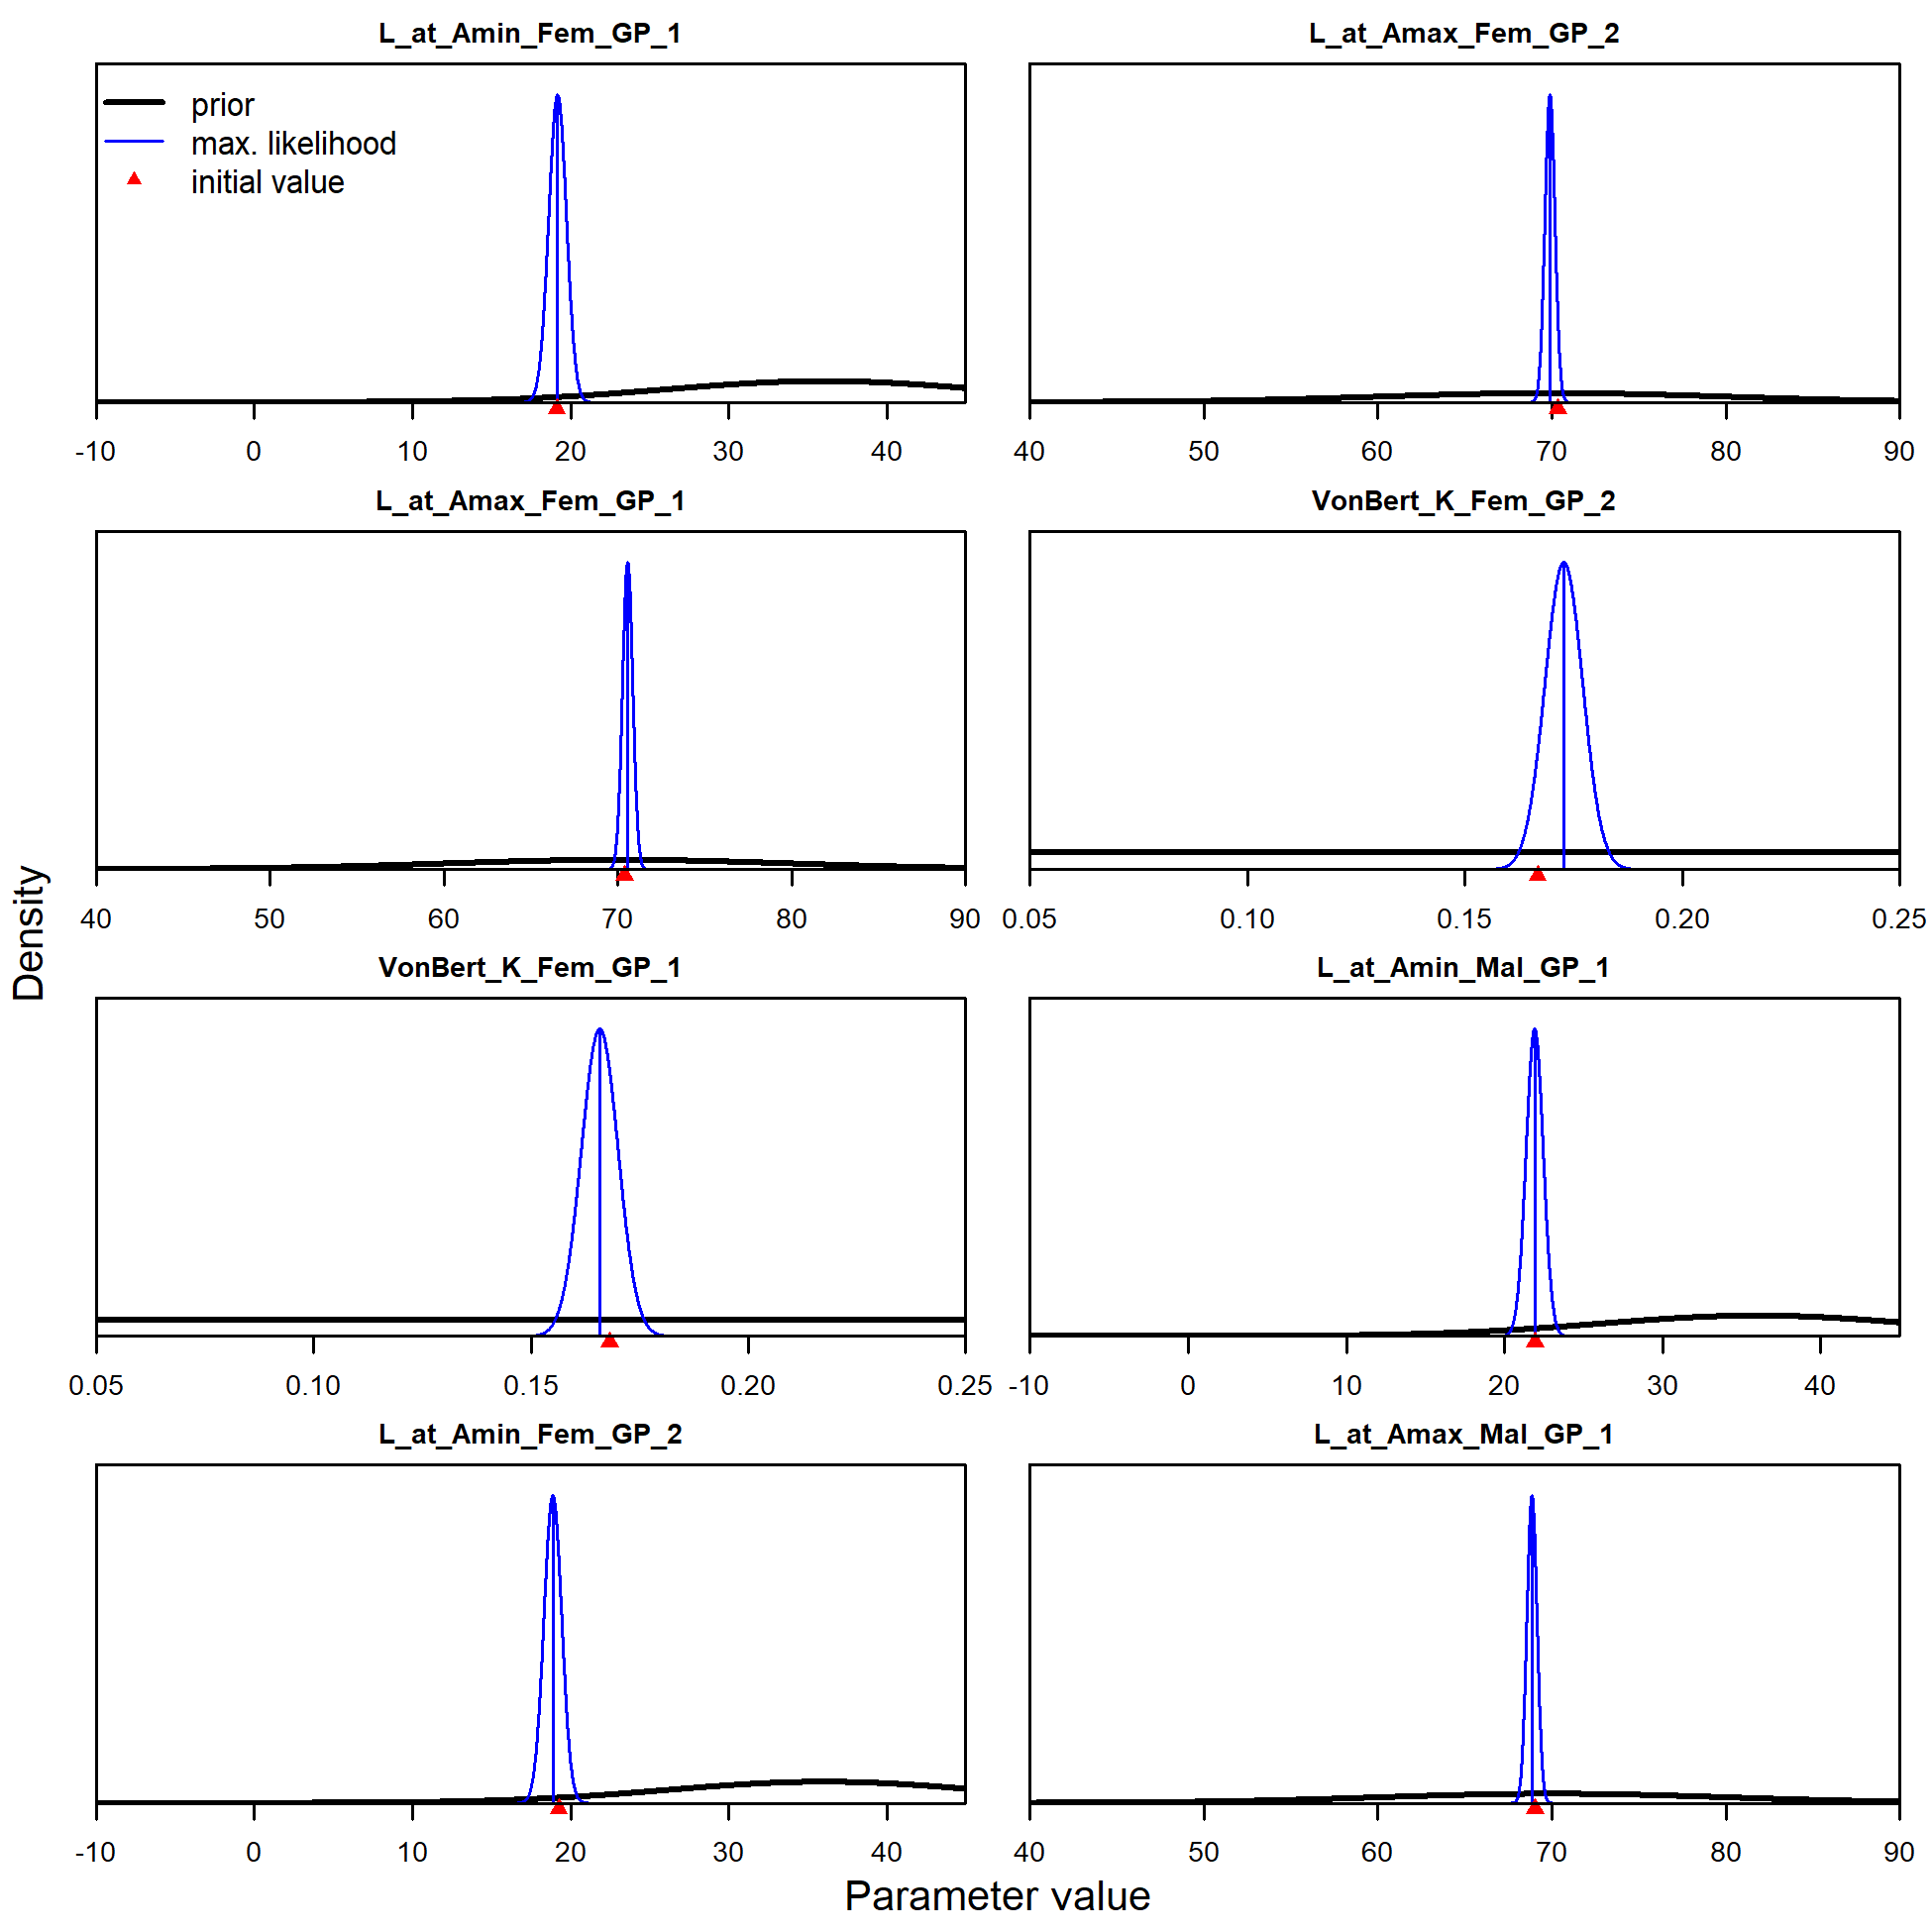 L_at_Amin_Fem_GP_1
prior
max. likelihood
initial value
-10 0 10 20 30 40
L_at_Amax_Fem_GP_2
40 50 60 70 80 90
L_at_Amax_Fem_GP_1
40 50 60 70 80 90
VonBert_K_Fem_GP_2
0.05 0.10 0.15 0.20 0.25
VonBert_K_Fem_GP_1
0.05 0.10 0.15 0.20 0.25
L_at_Amin_Mal_GP_1
-10 0 10 20 30 40
L_at_Amin_Fem_GP_2
-10 0 10 20 30 40
L_at_Amax_Mal_GP_1
40 50 60 70 80 90
Density
Parameter value